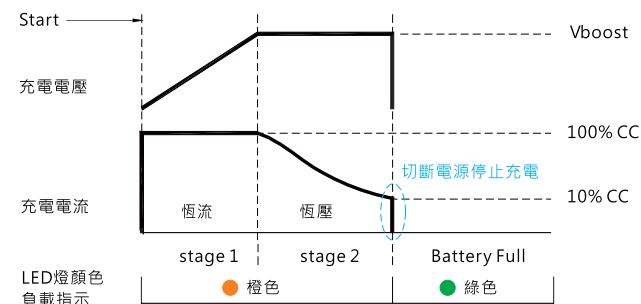 Start
Vboost
充電電壓
100% CC
切斷電源停止充電
10% CC
充電電流
恆流
恆壓
stage 1
stage 2
Battery Full
LED燈顏色
負載指示
橙色
綠色